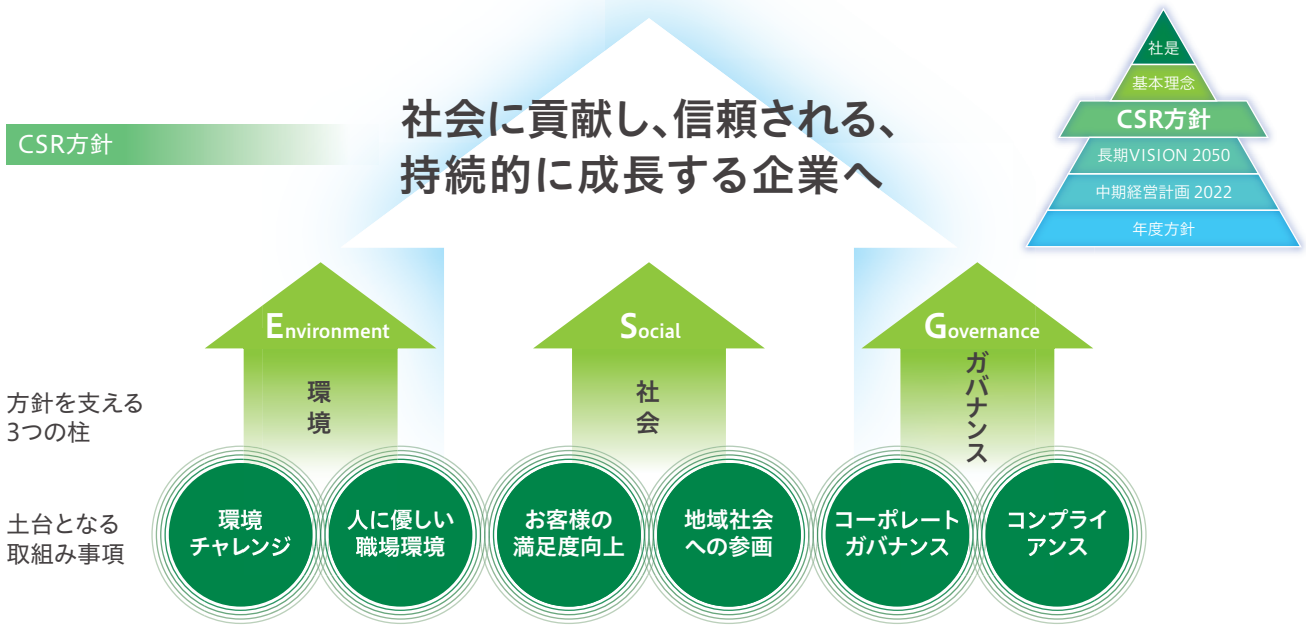 CSR方針
社会に貢献し、信頼される、
持続的に成長する企業へ
社是
基本理念
CSR方針
長期VISION 2050
中期経営計画 2022
年度方針
Environment
Social
Governance
環境
社会
ガバナンス
方針を支える
3つの柱
土台となる
取組み事項
環境
チャレンジ
人に優しい
職場環境
お客様の
満足度向上
地域社会
への参画
コーポレート
ガバナンス
コンプライ
アンス